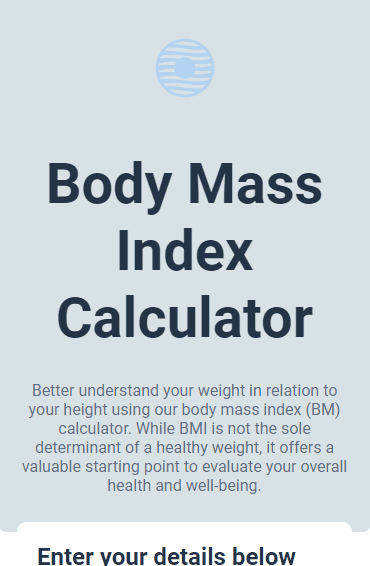 Body Mass
Index
Calculator
Better understand your weight in relation to
your height using our body mass index (BM)
calculator. While BMI is not the sole
determinant of a healthy weight, it offers a
valuable starting point to evaluate your overall
health and well-being.
Enter your details below